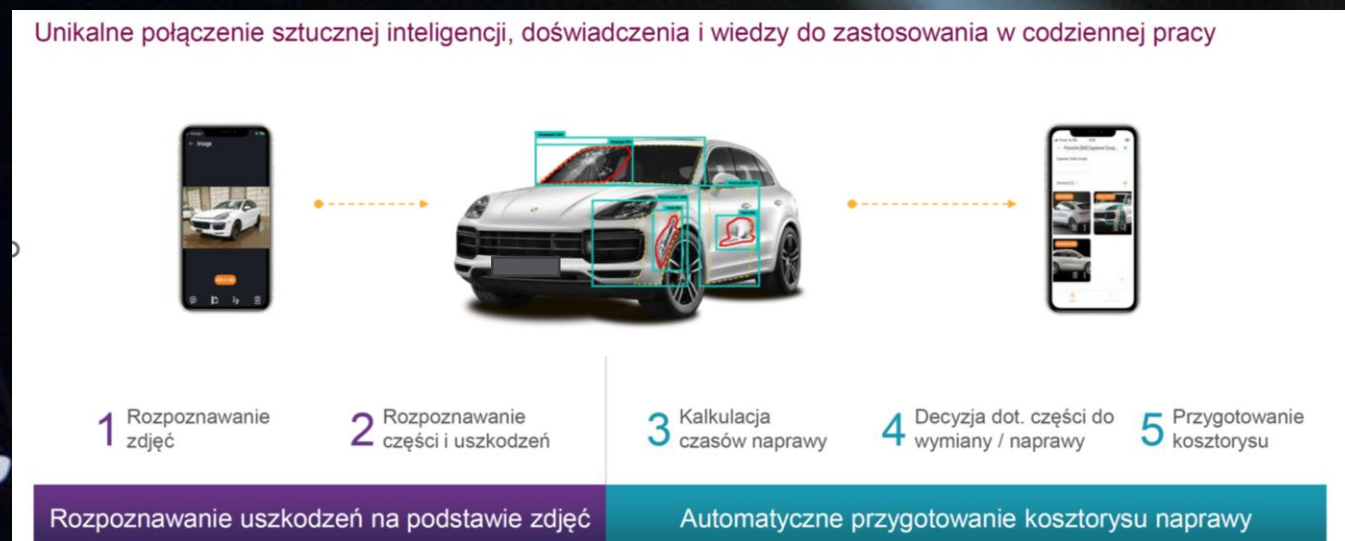 Unikalne połączenie sztucznej inteligencji, doświadczenia i wiedzy do zastosowania w codziennej pracy
Image
1 Rozpoznawanie
zdjęć
2 Rozpoznawanie
części i uszkodzeń
3 Kalkulacja
czasów naprawy
4 Decyzja dot. części do
wymiany / naprawy
5 Przygotowanie
kosztorysu
Rozpoznawanie uszkodzeń na podstawie zdjęć
Automatyczne przygotowanie kosztorysu naprawy